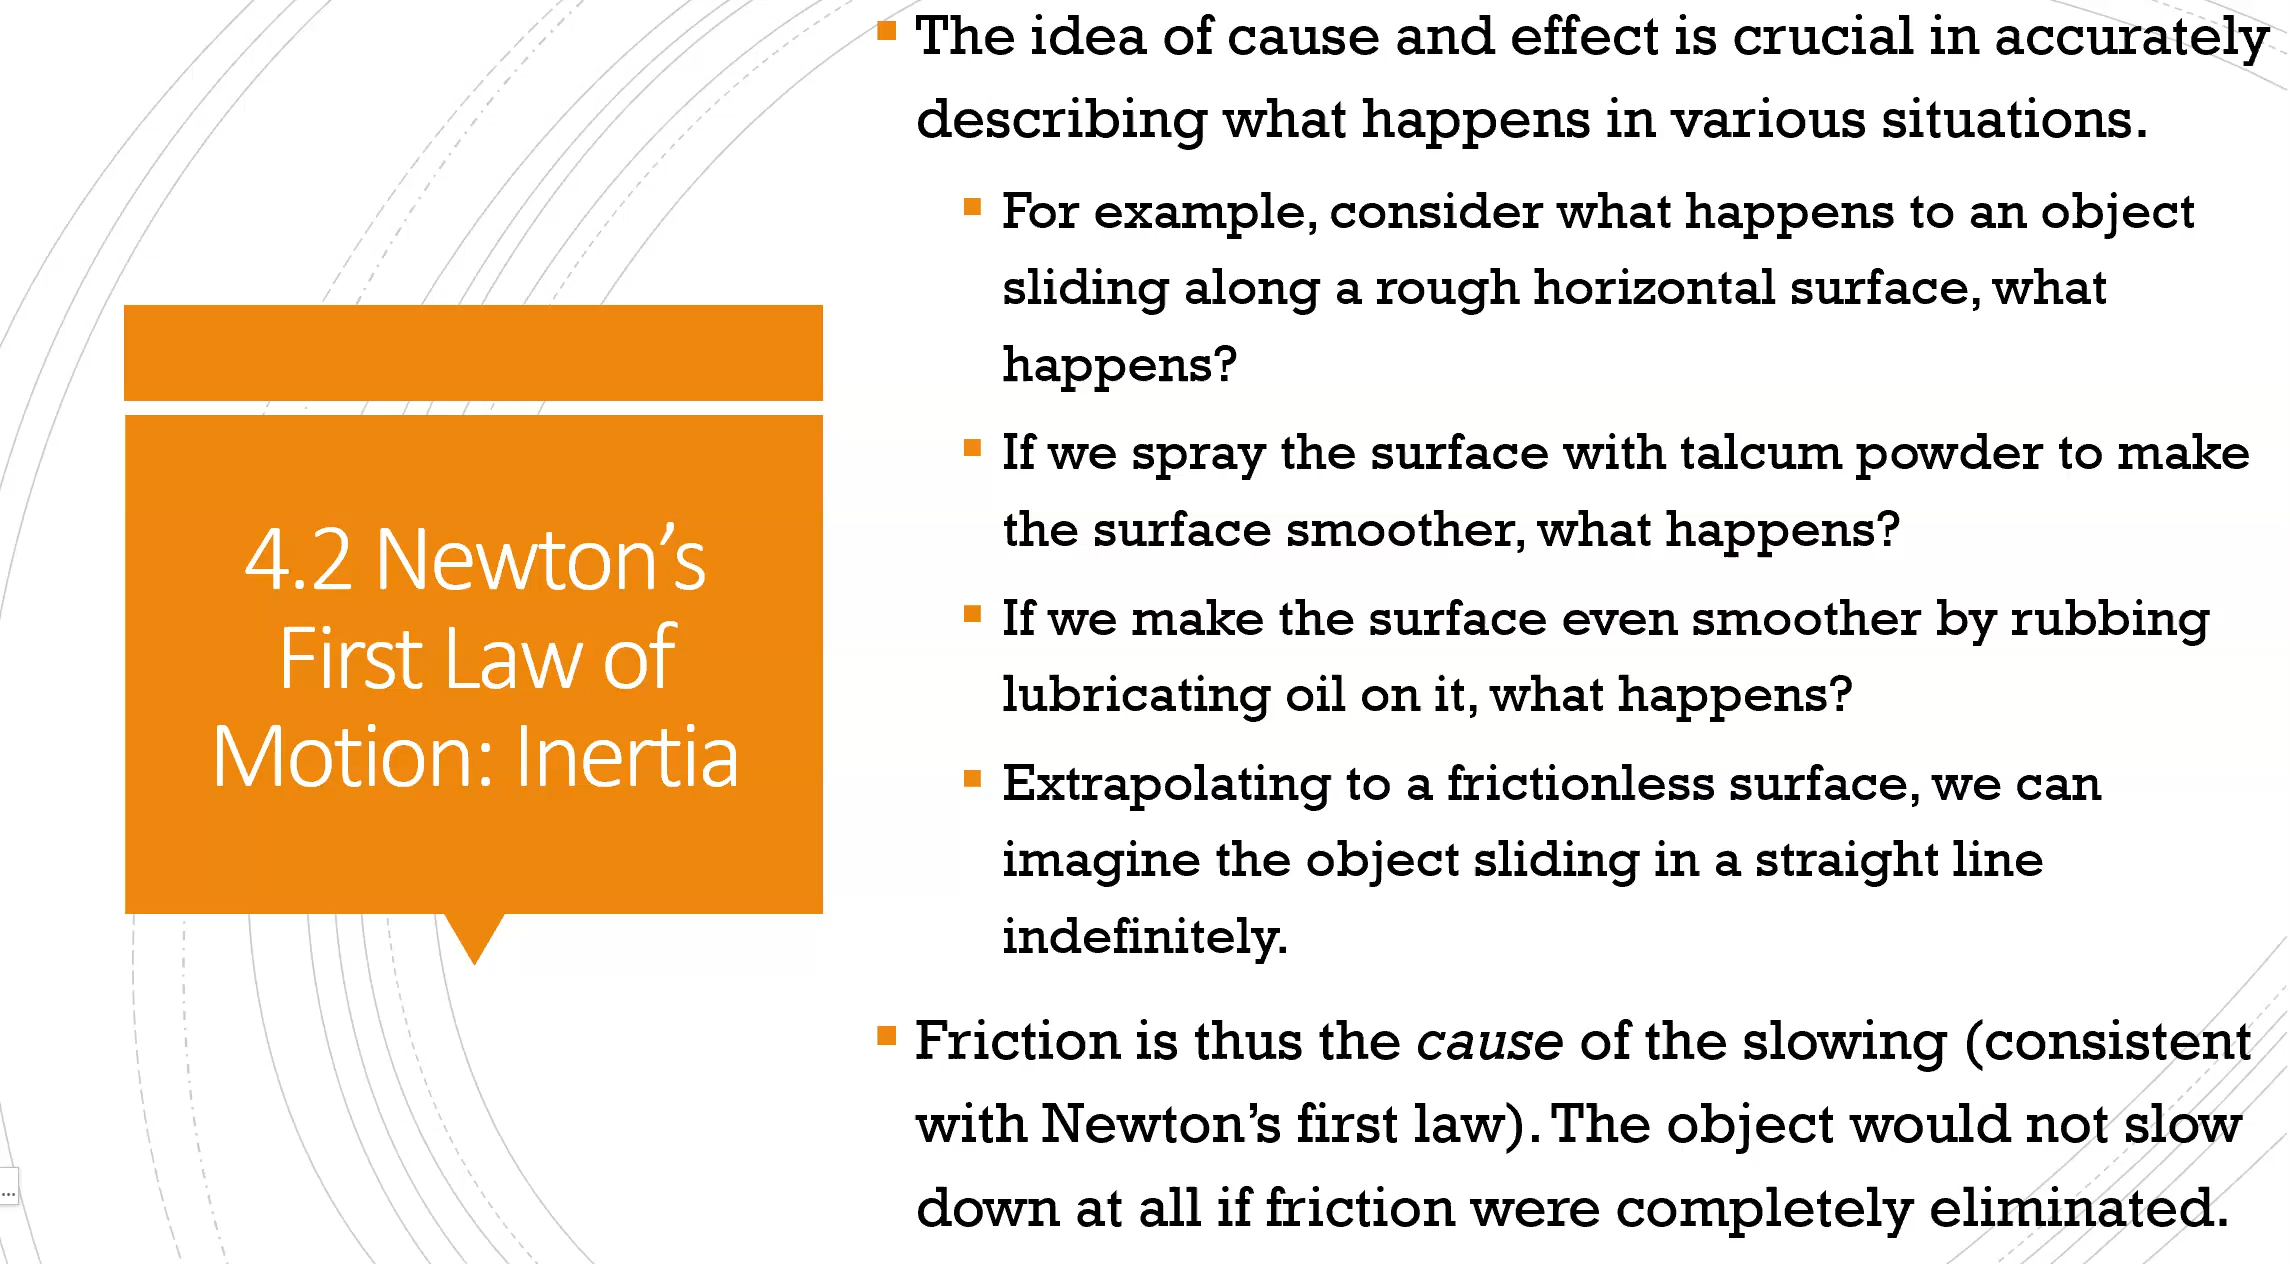 4.2 Newton’s
First Law of
Motion: Inertia
The idea of cause and effect is crucial in accurately
describing what happens in various situations.
For example, consider what happens to an object
sliding along a rough horizontal surface, what
happens?
If we spray the surface with talcum powder to make
the surface smoother, what happens?
If we make the surface even smoother by rubbing
lubricating oil on it, what happens?
Extrapolating to a frictionless surface, we can
imagine the object sliding in a straight line
indefinitely.
Friction is thus the cause of the slowing (consistent
with Newton’s first law). The object would not slow
down at all if friction were completely eliminated.
...